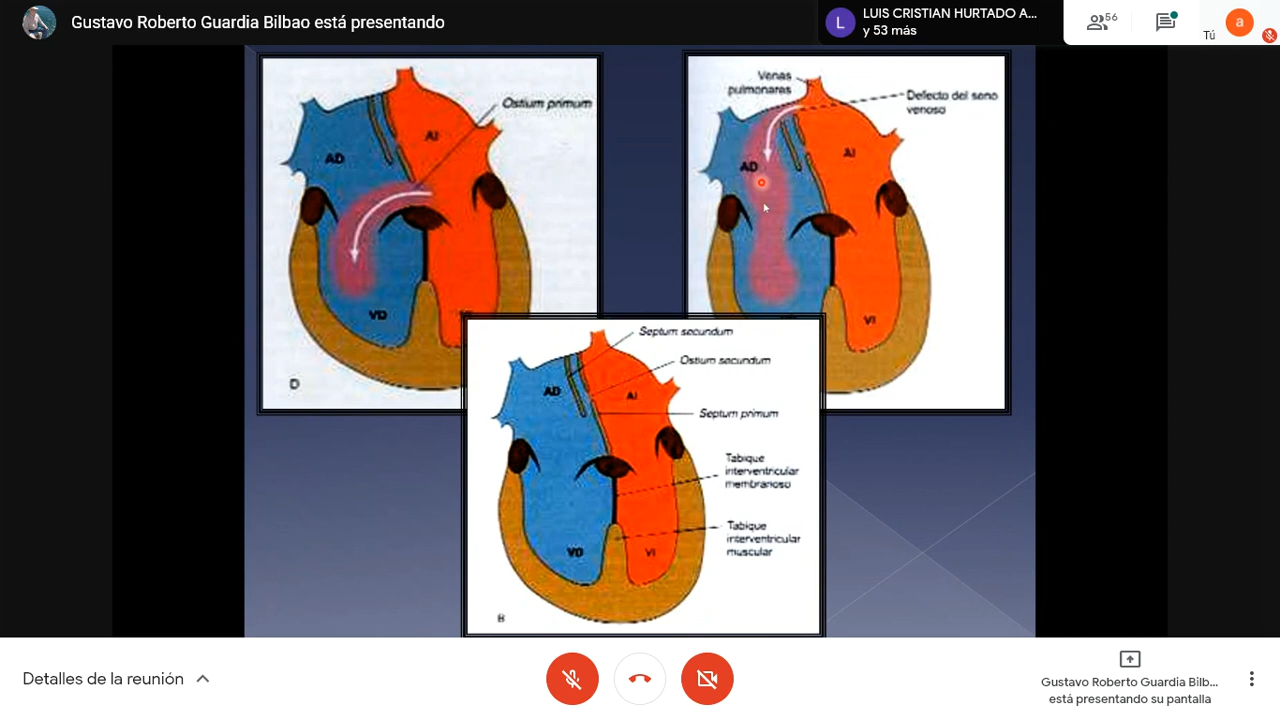 Gustavo Roberto Guardia Bilbao está presentando
L
LUIS CRISTIAN HURTADO A...
y 53 más
56
Tú
a
Ostium primum
AD
AI
VD
D
Venas
pulmonares
Defecto del seno
venoso
AD
AI
VI
Septum secundum
Ostium secundum
AD
AI
Septum primum
Tabique
interventricular
membranoso
Tabique
interventricular
muscular
VD
VI
B
Detalles de la reunión
Gustavo Roberto Guardia Bilb...
está presentando su pantalla